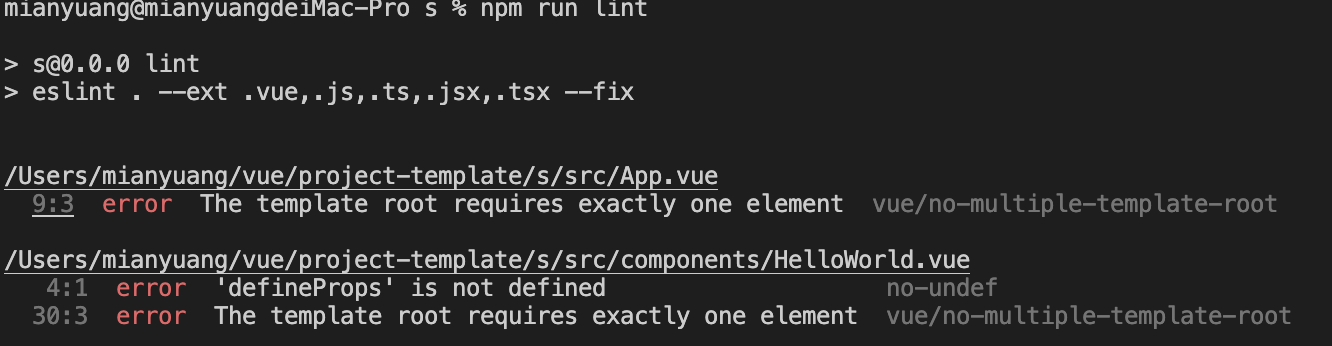 mianyuang@mianyuangdeiMac-Pro s % npm run lint
> s@0.0.0 lint
> eslint . --ext .vue,.js,.ts,.jsx,.tsx --fix
/Users/mianyuang/vue/project-template/s/src/App.vue
9:3 error The template root requires exactly one element vue/no-multiple-template-root
/Users/mianyuang/vue/project-template/s/src/components/HelloWorld.vue
4:1 error 'defineProps' is not defined no-undef
30:3 error The template root requires exactly one element vue/no-multiple-template-root